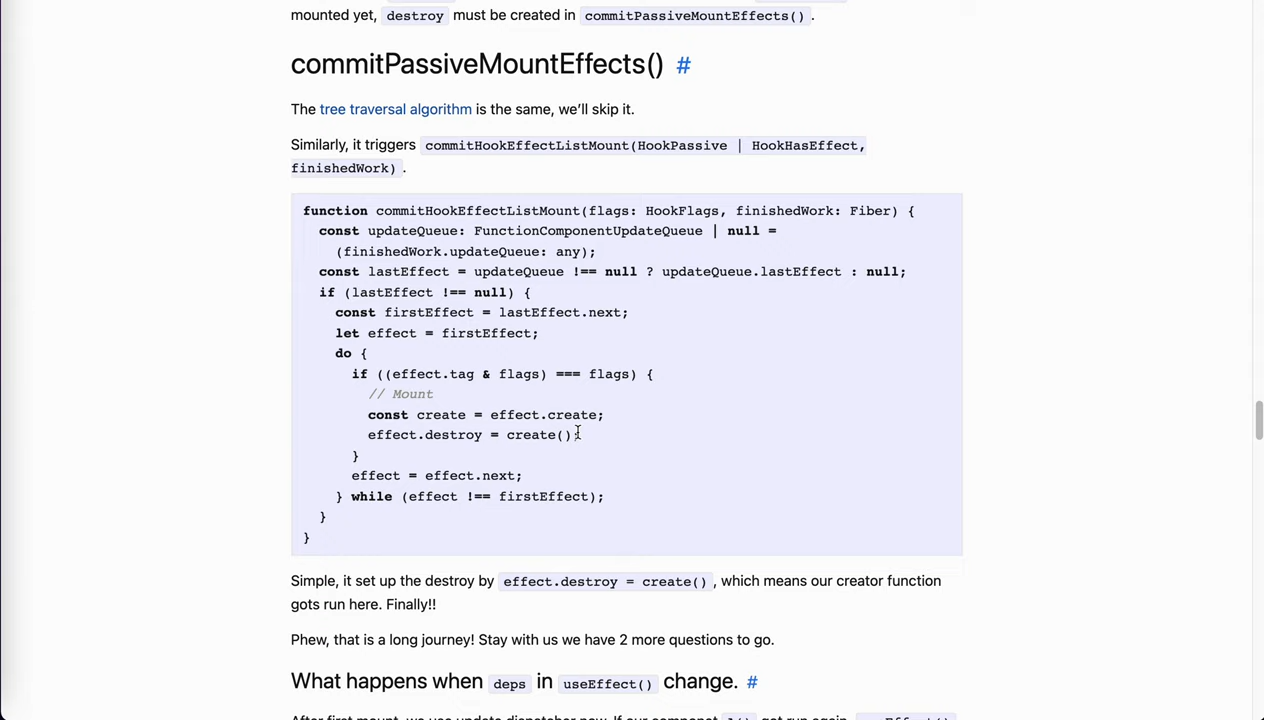 mounted yet, destroy must be created in commitPassiveMountEffects().
commitPassiveMountEffects() #
The tree traversal algorithm is the same, we'll skip it.
Similarly, it triggers commitHookEffectListMount(HookPassive | HookHasEffect,
finishedWork).
function commitHookEffectListMount(flags: HookFlags, finishedWork: Fiber) {
const updateQueue: FunctionComponentUpdateQueue | null =
(finishedWork.updateQueue: any);
const lastEffect = updateQueue !== null ? updateQueue.lastEffect : null;
if (lastEffect !== null) {
const firstEffect = lastEffect.next;
let effect = firstEffect;
do {
if ((effect.tag & flags) === flags) {
// Mount
const create = effect.create;
effect.destroy = create();
}
effect = effect.next;
} while (effect !== firstEffect);
}
}
Simple, it set up the destroy by effect.destroy = create(), which means our creator function
gots run here. Finally!!
Phew, that is a long journey! Stay with us we have 2 more questions to go.
What happens when deps in useEffect() change. #